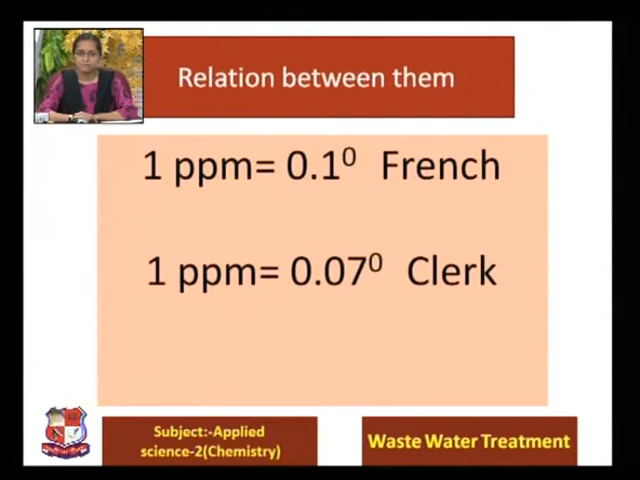 Relation between them
1 ppm= 0.1⁰ French
1 ppm= 0.07⁰ Clerk
Subject:-Applied
science-2(Chemistry)
Waste Water Treatment